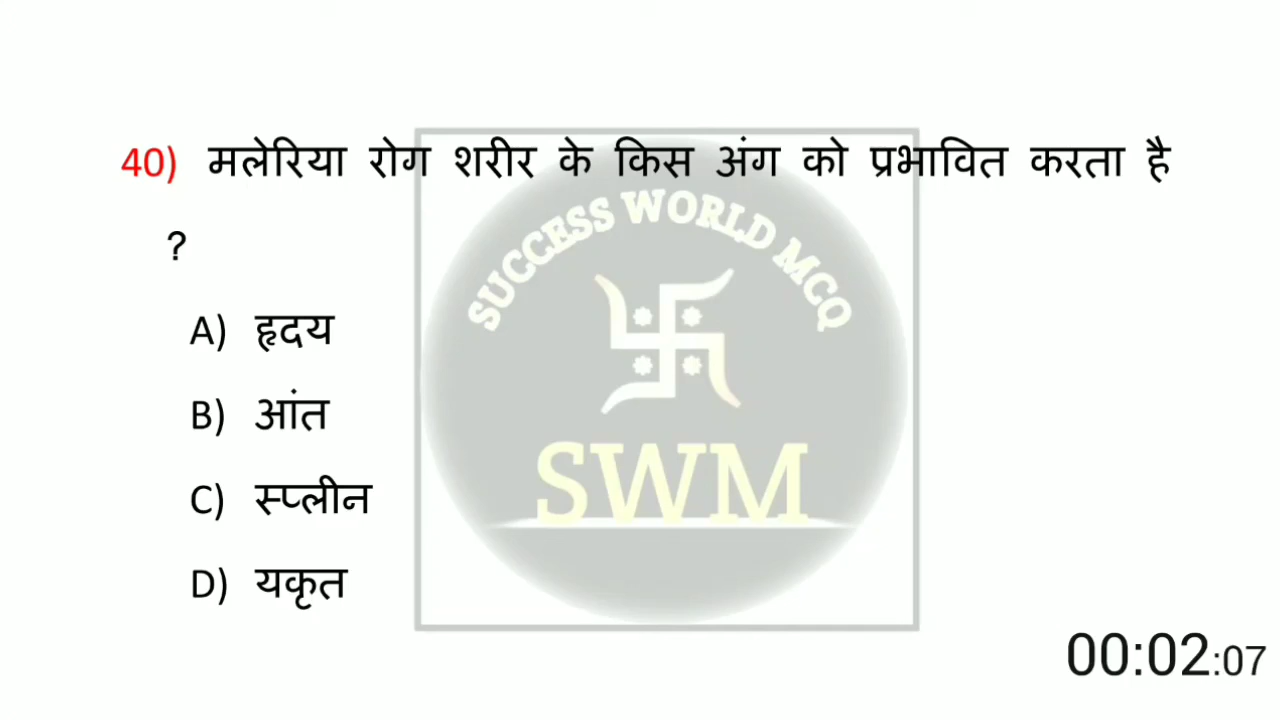 40) मलेरिया रोग शरीर के किस अंग को प्रभावित करता है
?
SUCCESS WORLD MCQ
A) हृदय
B) आंत
SWM
C) स्प्लीन
D) यकृत
00:02:07